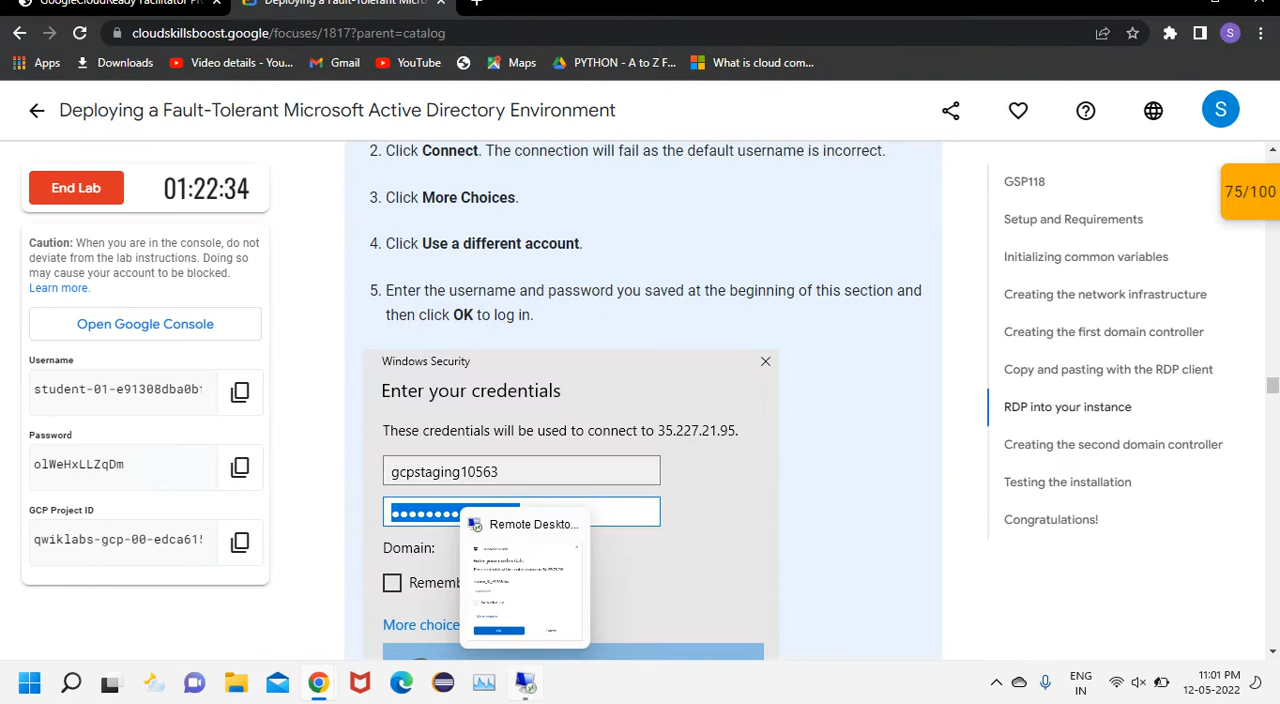 GoogleCloudReady Facilitator Pr
Deploying a Fault-Tolerant Micro
cloudskillsboost.google/focuses/1817?parent=catalog
S
Apps
Downloads
Video details - You...
Gmail
YouTube
Maps
PYTHON - A to Z F...
What is cloud com...
Deploying a Fault-Tolerant Microsoft Active Directory Environment
S
End Lab
01:22:34
Caution: When you are in the console, do not
deviate from the lab instructions. Doing so
may cause your account to be blocked.
Learn more.
Open Google Console
Username
student-01-e91308dba0b
Password
olWeHxLLZqDm
GCP Project ID
qwiklabs-gcp-00-edca615
2. Click Connect. The connection will fail as the default username is incorrect.
3. Click More Choices.
4. Click Use a different account.
5. Enter the username and password you saved at the beginning of this section and
then click OK to log in.
Windows Security
Enter your credentials
These credentials will be used to connect to 35.227.21.95.
gcpstaging10563
Domain:
Rememb
More choice
Remote Deskto...
GSP118
Setup and Requirements
Initializing common variables
Creating the network infrastructure
Creating the first domain controller
Copy and pasting with the RDP client
RDP into your instance
Creating the second domain controller
Testing the installation
Congratulations!
75/100
ENG
IN
11:01 PM
12-05-2022